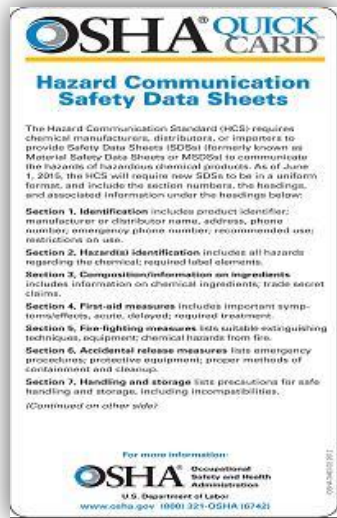 OSHA® QUICK CARD™
Hazard Communication
Safety Data Sheets
The Hazard Communication Standard (HCS) requires
chemical manufacturers, distributors, or importers to
provide Safety Data Sheets (SDSs) (formerly known as
Material Safety Data Sheets or MSDSs) to communicate
the hazards of hazardous chemical products. As of June
1, 2015, the HCS will require new SDSs to be in a uniform
format, and include the section numbers, the headings,
and associated information under the headings below:
Section 1, Identification includes product identifier;
manufacturer or distributor name, address, phone
number; emergency phone number; recommended use;
restrictions on use.
Section 2, Hazard(s) identification includes all hazards
regarding the chemical; required label elements.
Section 3, Composition/information on ingredients
includes information on chemical ingredients; trade secret
claims.
Section 4, First-aid measures includes important symp-
toms/effects, acute, delayed; required treatment.
Section 5, Fire-fighting measures lists suitable extinguishing
techniques, equipment; chemical hazards from fire.
Section 6, Accidental release measures lists emergency
procedures; protective equipment; proper methods of
containment and cleanup.
Section 7, Handling and storage lists precautions for safe
handling and storage, including incompatibilities.
(Continued on other side)
For more information:
OSHA® Occupational
Safety and Health
Administration
U.S. Department of Labor
www.osha.gov (800) 321-OSHA (6742)